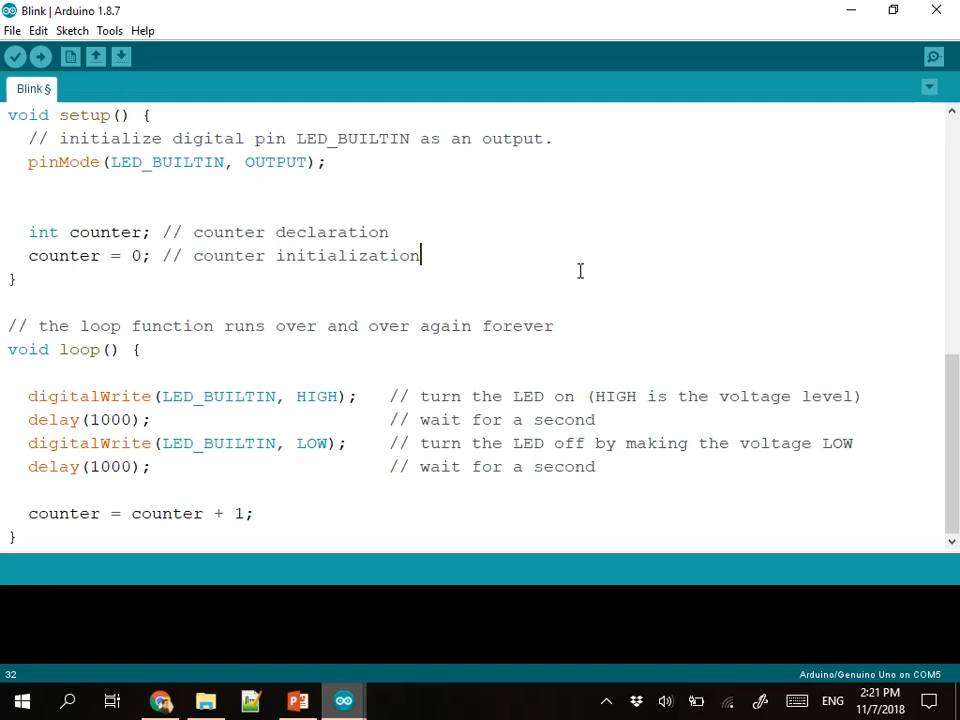 Blink | Arduino 1.8.7
File Edit Sketch Tools Help
Blink §
void setup() {
// initialize digital pin LED_BUILTIN as an output.
pinMode(LED_BUILTIN, OUTPUT);
int counter; // counter declaration
counter = 0; // counter initialization
}
// the loop function runs over and over again forever
void loop() {
digitalWrite(LED_BUILTIN, HIGH); // turn the LED on (HIGH is the voltage level)
delay(1000); // wait for a second
digitalWrite(LED_BUILTIN, LOW); // turn the LED off by making the voltage LOW
delay(1000); // wait for a second
counter = counter + 1;
}
32 Arduino/Genuino Uno on COM5
ENG 2:21 PM
11/7/2018